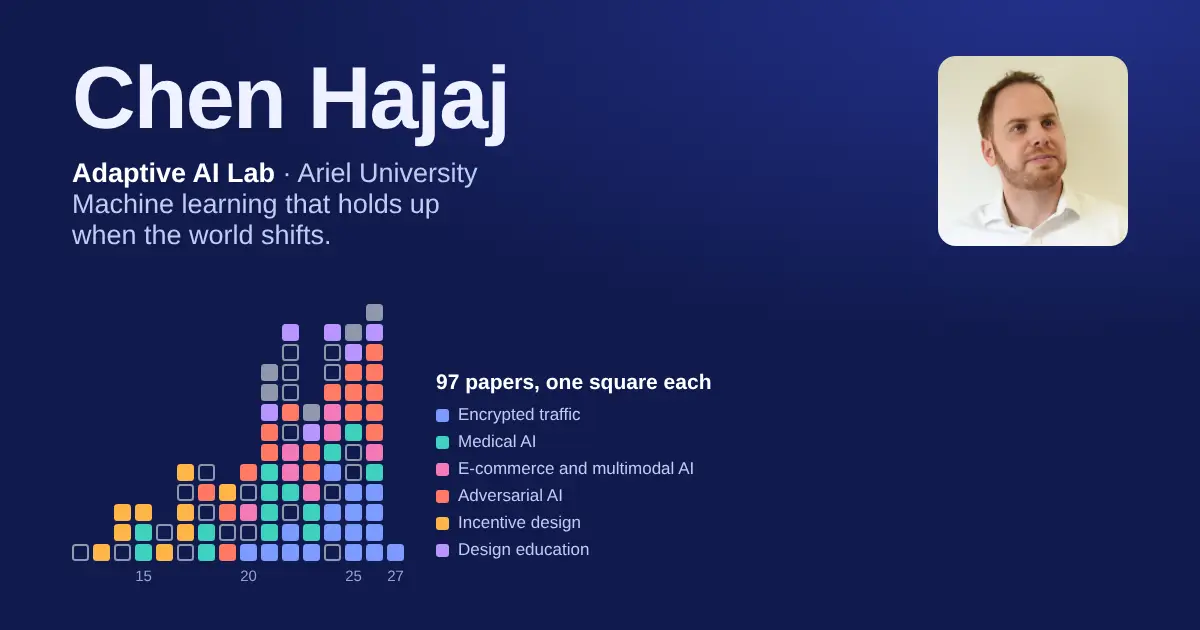 Chen Hajaj
Adaptive AI Lab · Ariel University
Machine learning that holds up
when the world shifts.
97 papers, one square each
Encrypted traffic
Medical AI
E-commerce and multimodal AI
Adversarial AI
Incentive design
Design education
15 20 25 27